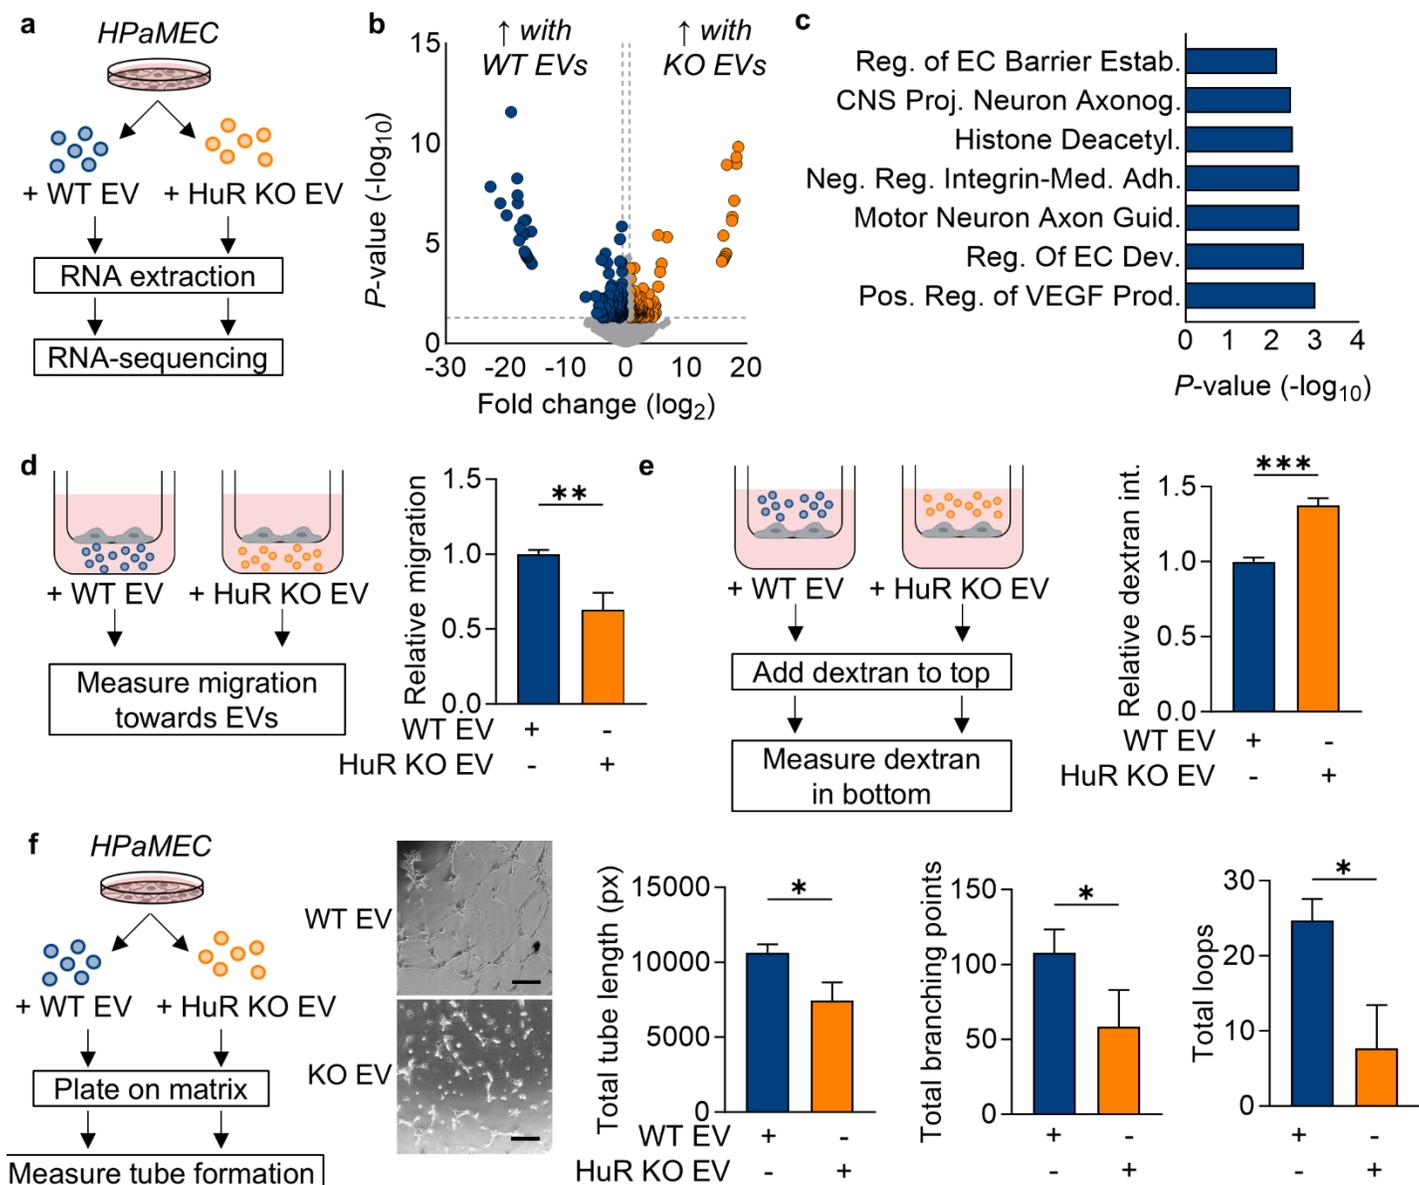 a
HPaMEC
+ WT EV + HuR KO EV
RNA extraction
RNA-sequencing
b
↑ with
WT EVs
↑ with
KO EVs
P-value (-log10)
15
10
5
0
-30 -20 -10 0 10 20
Fold change (log2)
c
Reg. of EC Barrier Estab.
CNS Proj. Neuron Axonog.
Histone Deacetyl.
Neg. Reg. Integrin-Med. Adh.
Motor Neuron Axon Guid.
Reg. Of EC Dev.
Pos. Reg. of VEGF Prod.
0 1 2 3 4
P-value (-log10)
d
+ WT EV + HuR KO EV
Measure migration
towards EVs
Relative migration
1.5
1.0
0.5
0.0
**
WT EV + -
HuR KO EV - +
e
+ WT EV + HuR KO EV
Add dextran to top
Measure dextran
in bottom
Relative dextran int.
1.5
1.0
0.5
0.0
***
WT EV + -
HuR KO EV - +
f
HPaMEC
+ WT EV + HuR KO EV
Plate on matrix
Measure tube formation
WT EV
KO EV
Total tube length (px)
15000
10000
5000
0
*
WT EV + -
HuR KO EV - +
Total branching points
150
100
50
0
*
+ -
- +
Total loops
30
20
10
0
*
+ -
- +